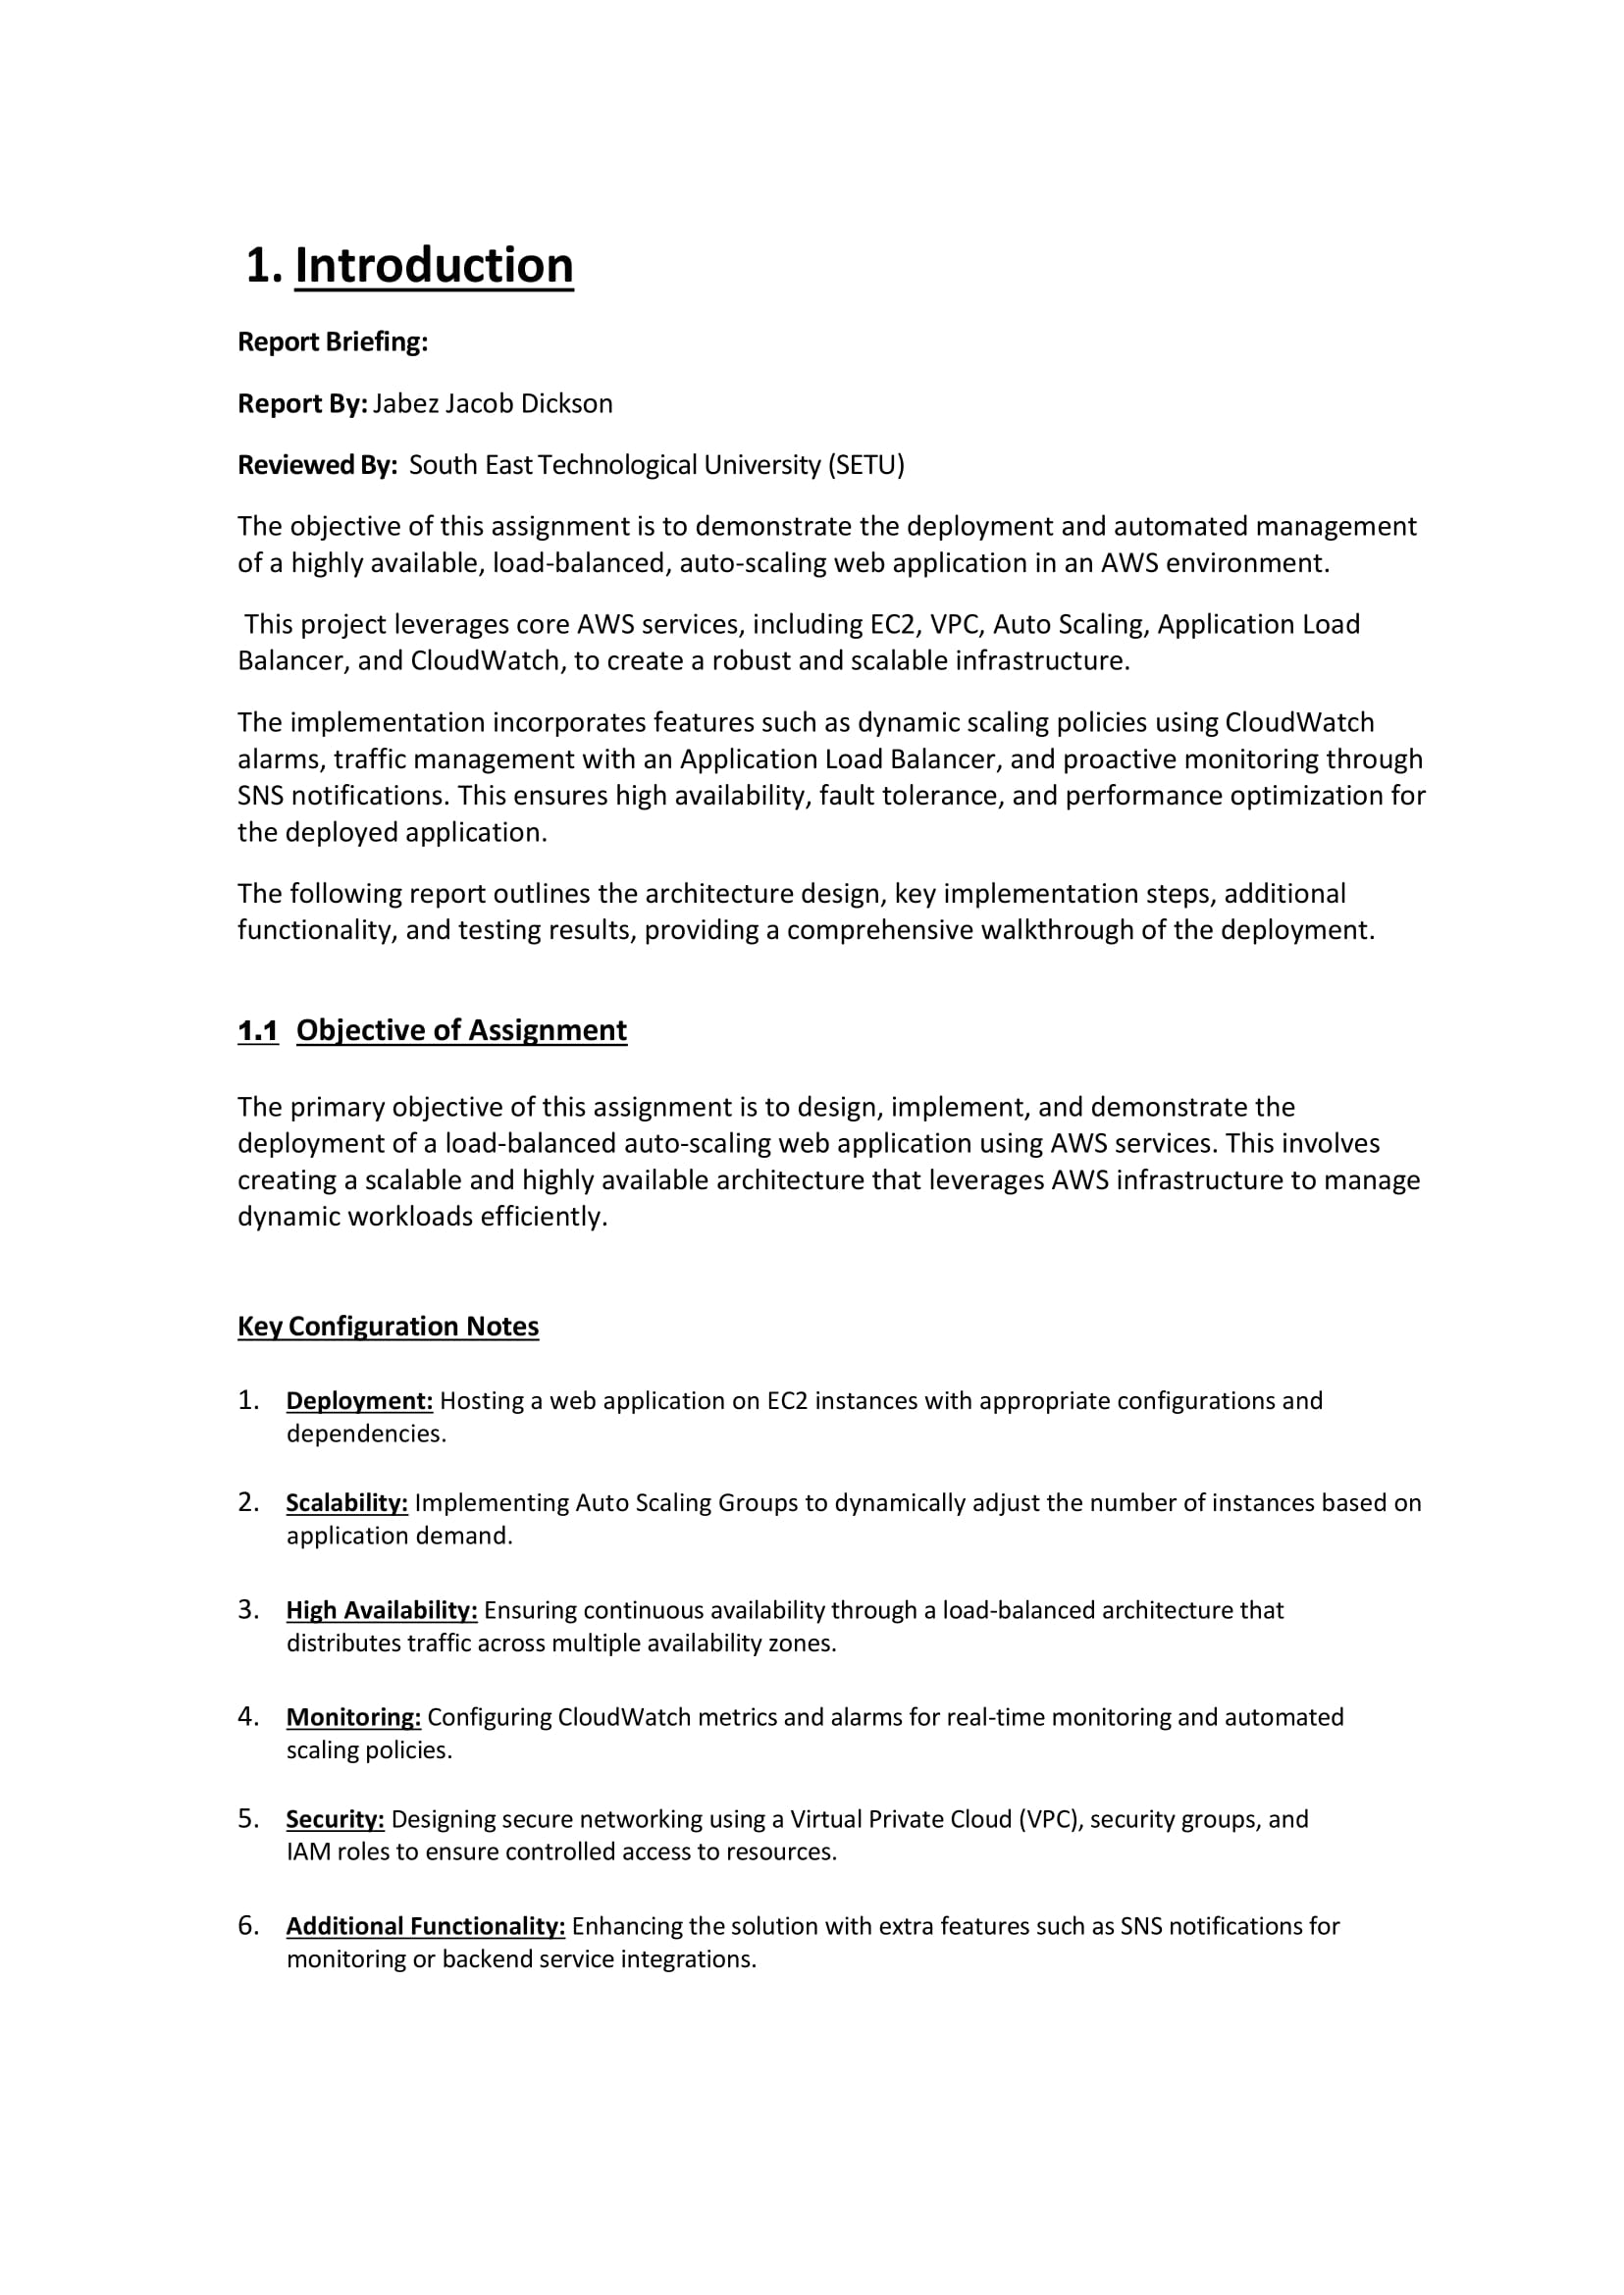 1. Introduction
Report Briefing:
Report By: Jabez Jacob Dickson
Reviewed By: South East Technological University (SETU)
The objective of this assignment is to demonstrate the deployment and automated management
of a highly available, load-balanced, auto-scaling web application in an AWS environment.
This project leverages core AWS services, including EC2, VPC, Auto Scaling, Application Load
Balancer, and CloudWatch, to create a robust and scalable infrastructure.
The implementation incorporates features such as dynamic scaling policies using CloudWatch
alarms, traffic management with an Application Load Balancer, and proactive monitoring through
SNS notifications. This ensures high availability, fault tolerance, and performance optimization for
the deployed application.
The following report outlines the architecture design, key implementation steps, additional
functionality, and testing results, providing a comprehensive walkthrough of the deployment.
1.1 Objective of Assignment
The primary objective of this assignment is to design, implement, and demonstrate the
deployment of a load-balanced auto-scaling web application using AWS services. This involves
creating a scalable and highly available architecture that leverages AWS infrastructure to manage
dynamic workloads efficiently.
Key Configuration Notes
1. Deployment: Hosting a web application on EC2 instances with appropriate configurations and
dependencies.
2. Scalability: Implementing Auto Scaling Groups to dynamically adjust the number of instances based on
application demand.
3. High Availability: Ensuring continuous availability through a load-balanced architecture that
distributes traffic across multiple availability zones.
4. Monitoring: Configuring CloudWatch metrics and alarms for real-time monitoring and automated
scaling policies.
5. Security: Designing secure networking using a Virtual Private Cloud (VPC), security groups, and
IAM roles to ensure controlled access to resources.
6. Additional Functionality: Enhancing the solution with extra features such as SNS notifications for
monitoring or backend service integrations.